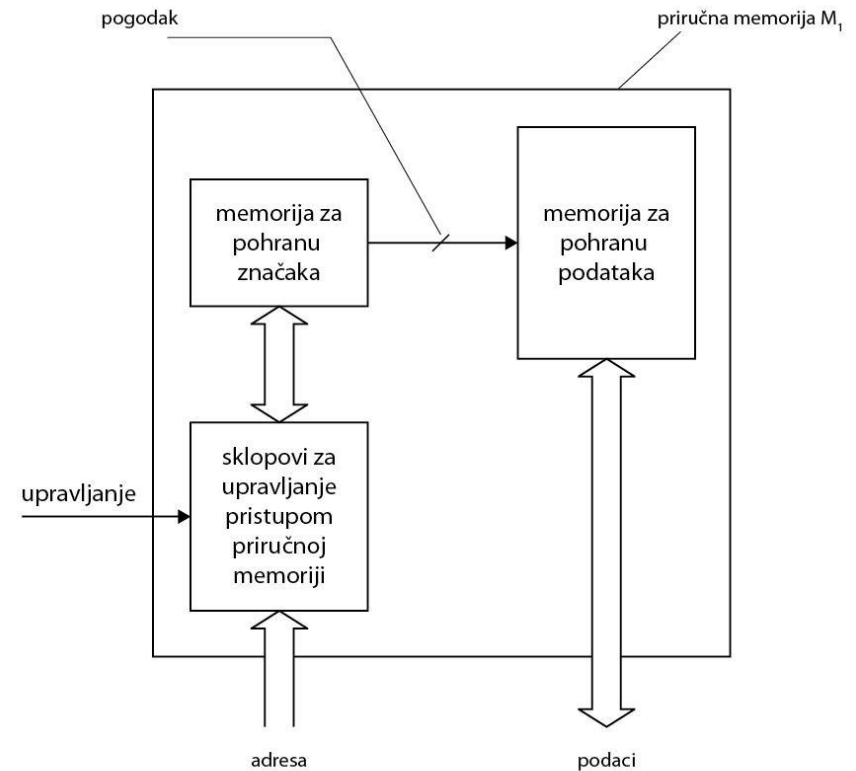 pogodak
priručna memorija M₁
memorija za
pohranu
značaka
memorija za
pohranu
podataka
sklopovi za
upravljanje
pristupom
priručnoj
memoriji
upravljanje
adresa
podaci